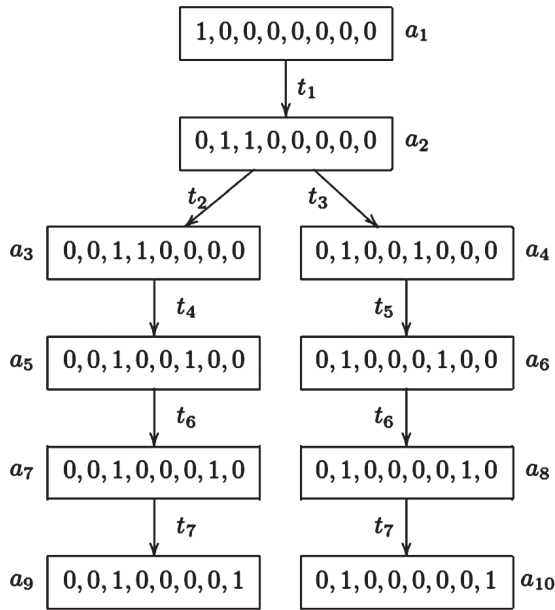 1,0,0,0,0,0,0,0 a₁
t₁
0,1,1,0,0,0,0,0 a₂
t₂ t₃
a₃ 0,0,1,1,0,0,0,0 0,1,0,0,1,0,0,0 a₄
t₄ t₅
a₅ 0,0,1,0,0,1,0,0 0,1,0,0,0,1,0,0 a₆
t₆ t₆
a₇ 0,0,1,0,0,0,1,0 0,1,0,0,0,0,1,0 a₈
t₇ t₇
a₉ 0,0,1,0,0,0,0,1 0,1,0,0,0,0,0,1 a₁₀